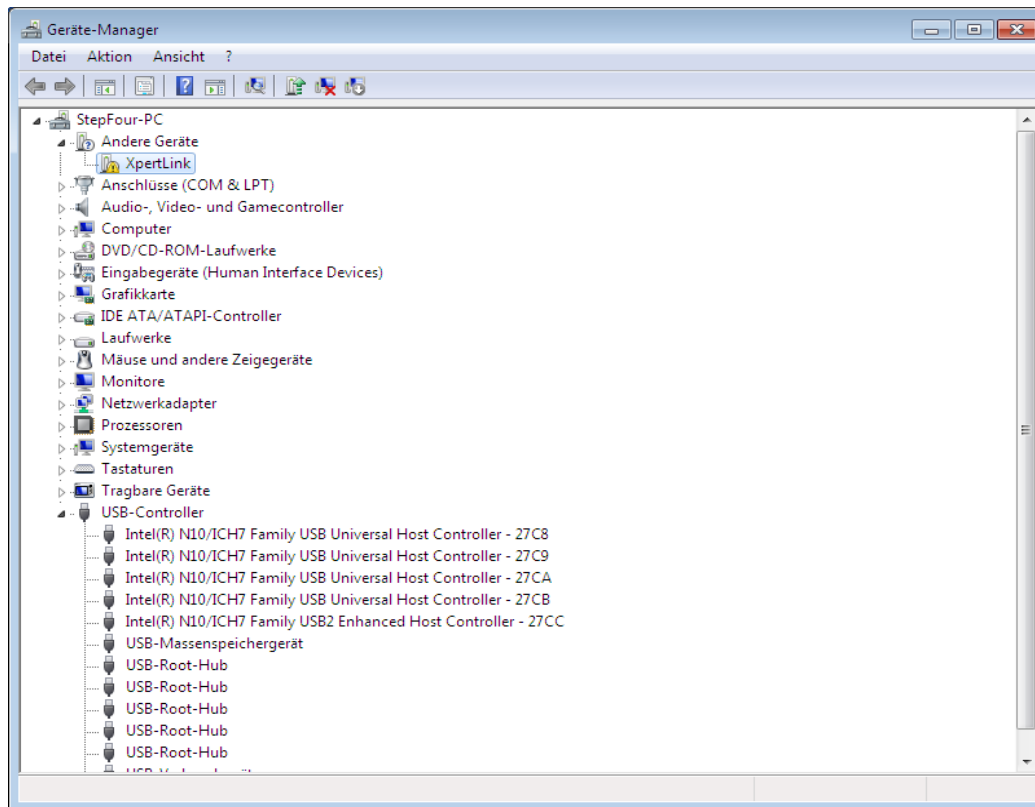 Geräte-Manager
Datei Aktion Ansicht ?
StepFour-PC
Andere Geräte
XpertLink
Anschlüsse (COM & LPT)
Audio-, Video- und Gamecontroller
Computer
DVD/CD-ROM-Laufwerke
Eingabegeräte (Human Interface Devices)
Grafikkarte
IDE ATA/ATAPI-Controller
Laufwerke
Mäuse und andere Zeigegeräte
Monitore
Netzwerkadapter
Prozessoren
Systemgeräte
Tastaturen
Tragbare Geräte
USB-Controller
Intel(R) N10/ICH7 Family USB Universal Host Controller - 27C8
Intel(R) N10/ICH7 Family USB Universal Host Controller - 27C9
Intel(R) N10/ICH7 Family USB Universal Host Controller - 27CA
Intel(R) N10/ICH7 Family USB Universal Host Controller - 27CB
Intel(R) N10/ICH7 Family USB2 Enhanced Host Controller - 27CC
USB-Massenspeichergerät
USB-Root-Hub
USB-Root-Hub
USB-Root-Hub
USB-Root-Hub
USB-Root-Hub